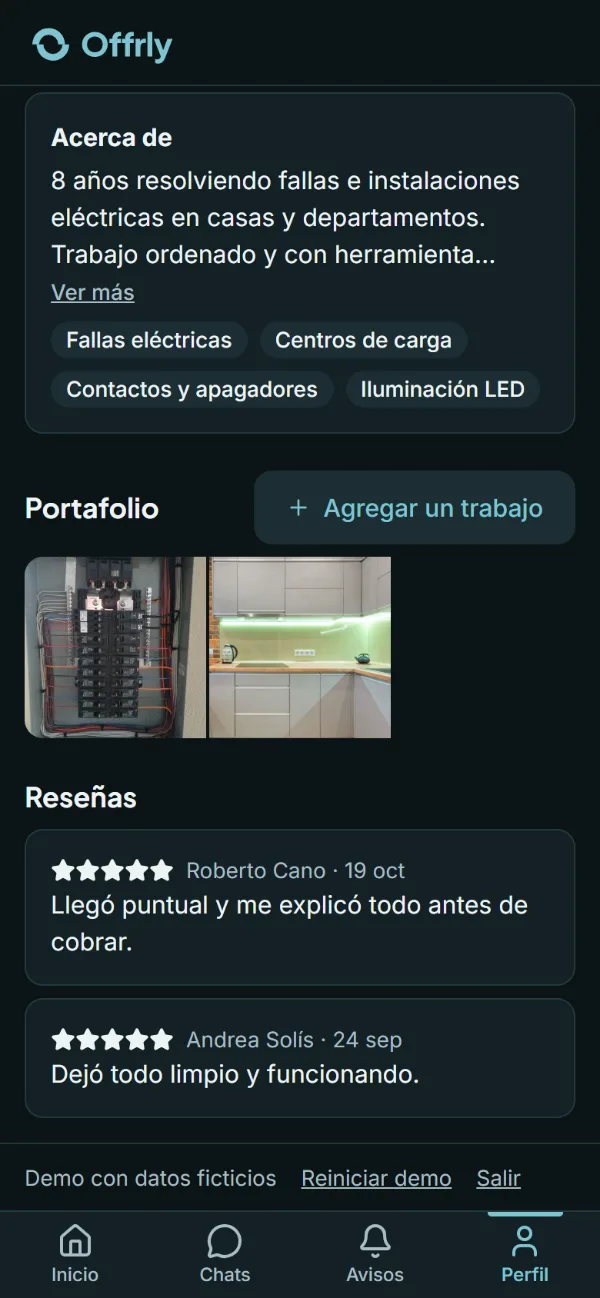 Offrly
Acerca de
8 años resolviendo fallas e instalaciones
eléctricas en casas y departamentos.
Trabajo ordenado y con herramienta...
Ver más
Fallas eléctricas
Centros de carga
Contactos y apagadores
Iluminación LED
Portafolio
+ Agregar un trabajo
Reseñas
Roberto Cano · 19 oct
Llegó puntual y me explicó todo antes de
cobrar.
Andrea Solís · 24 sep
Dejó todo limpio y funcionando.
Demo con datos ficticios
Reiniciar demo
Salir
Inicio
Chats
Avisos
Perfil